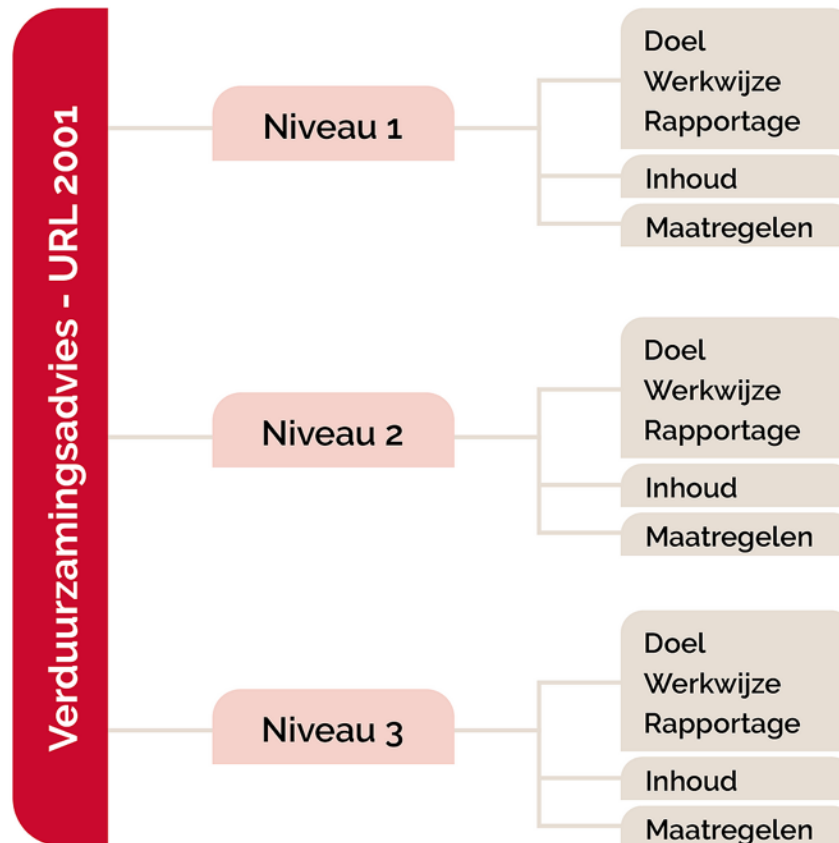 Verduurzamingsadvies - URL 2001
Niveau 1
Doel
Werkwijze
Rapportage
Inhoud
Maatregelen
Niveau 2
Doel
Werkwijze
Rapportage
Inhoud
Maatregelen
Niveau 3
Doel
Werkwijze
Rapportage
Inhoud
Maatregelen